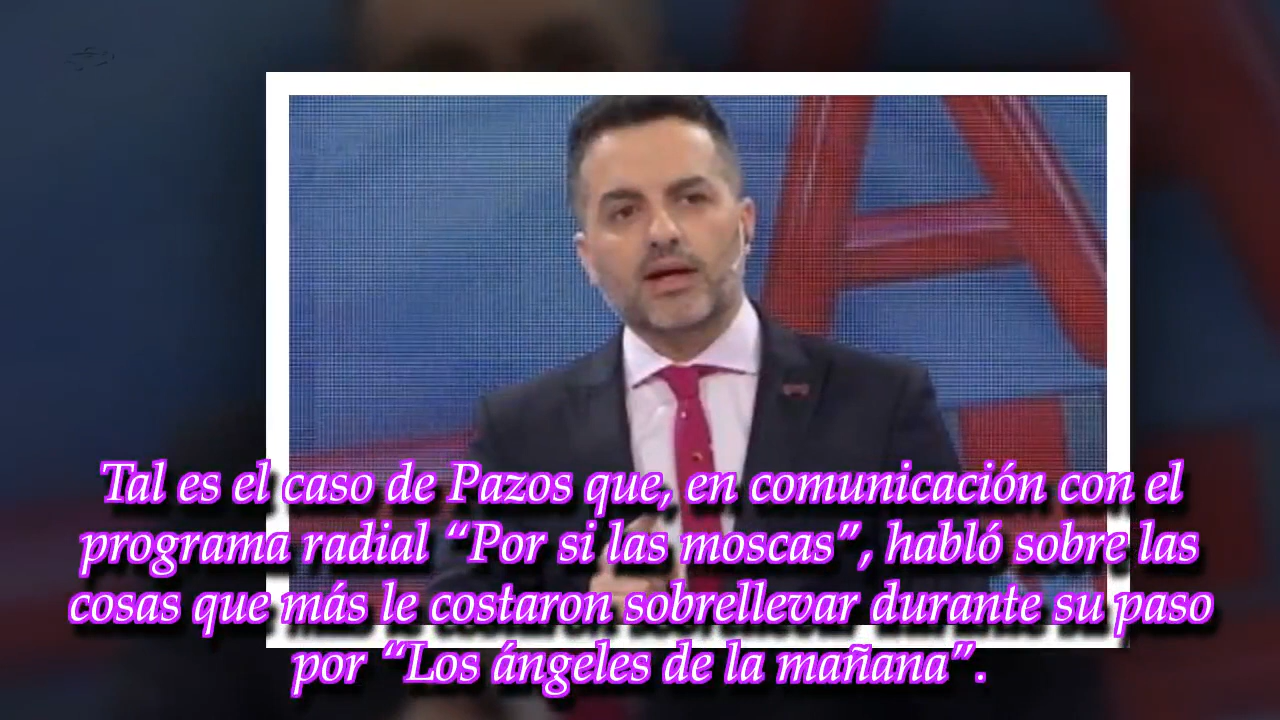 Tal es el caso de Pazos que, en comunicación con el
programa radial “Por si las moscas”, habló sobre las
cosas que más le costaron sobrellevar durante su paso
por “Los ángeles de la mañana”.